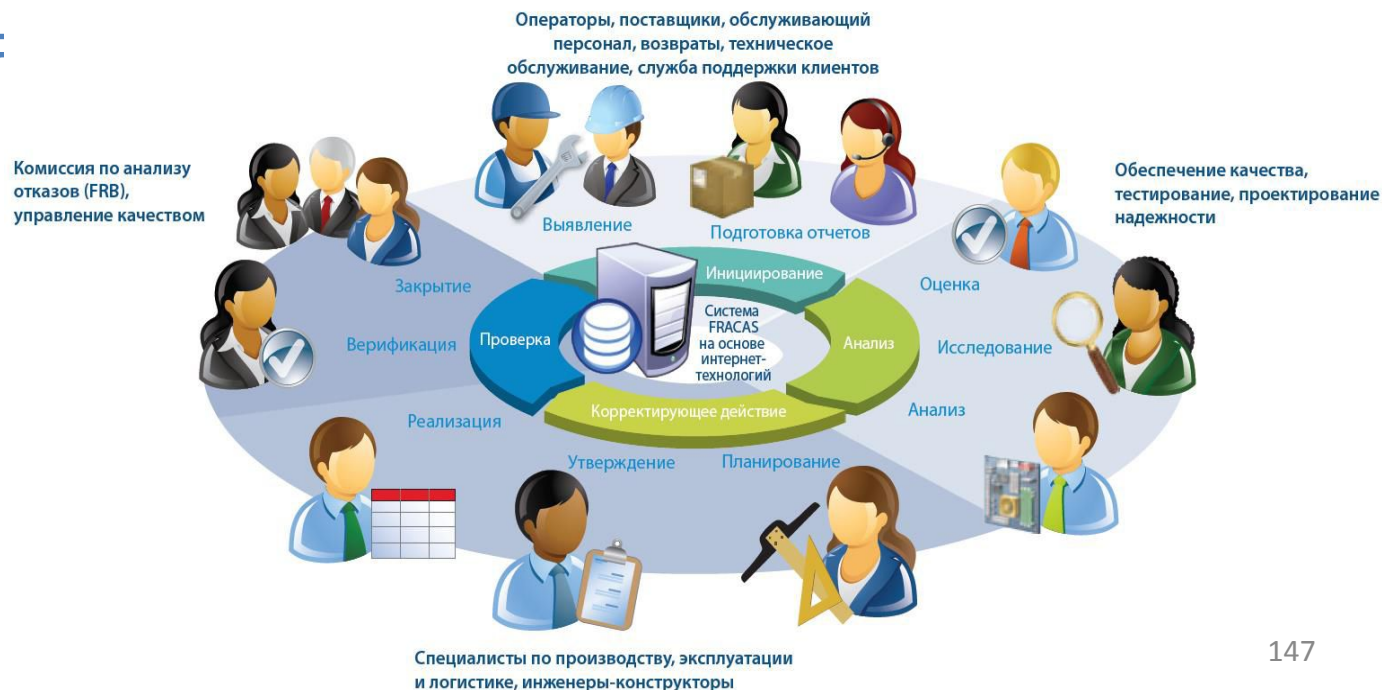 :
Операторы, поставщики, обслуживающий
персонал, возвраты, техническое
обслуживание, служба поддержки клиентов
Комиссия по анализу
отказов (FRB),
управление качеством
Обеспечение качества,
тестирование, проектирование
надежности
Выявление
Подготовка отчетов
Инициирование
Закрытие
Оценка
Система
FRACAS
на основе
интернет-
технологий
Проверка
Анализ
Верификация
Исследование
Реализация
Корректирующее действие
Анализ
Утверждение
Планирование
Специалисты по производству, эксплуатации
и логистике, инженеры-конструкторы
147